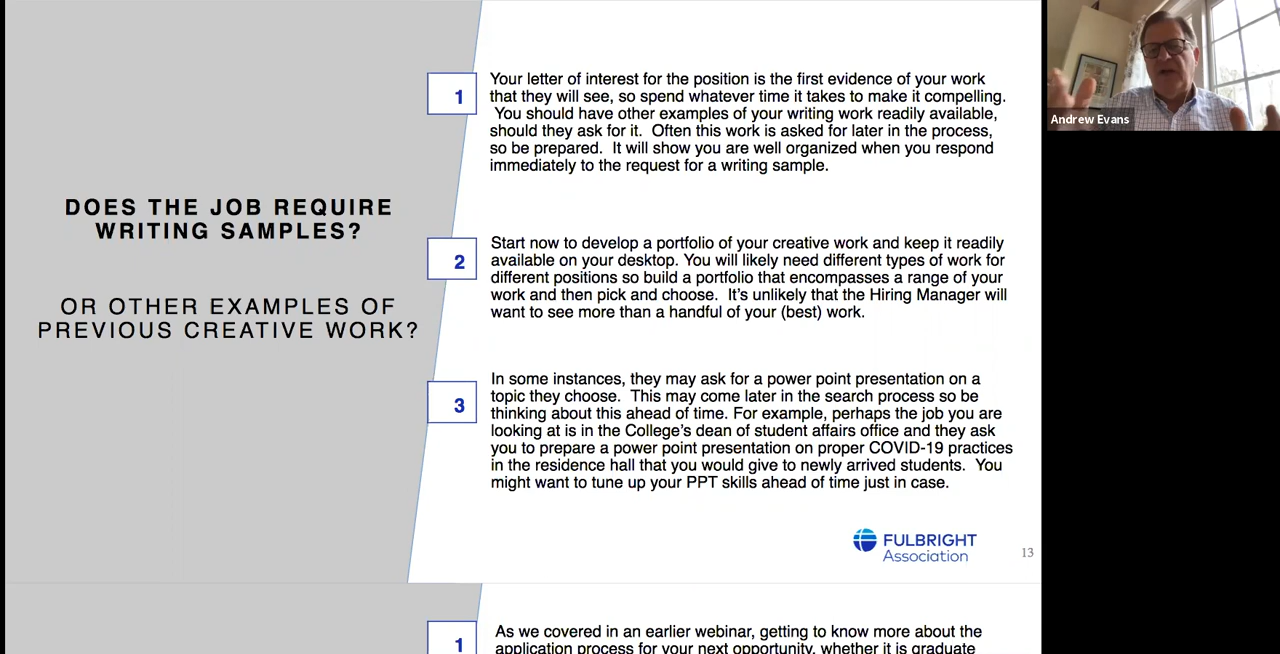 DOES THE JOB REQUIRE
WRITING SAMPLES?
OR OTHER EXAMPLES OF
PREVIOUS CREATIVE WORK?
1
Your letter of interest for the position is the first evidence of your work
that they will see, so spend whatever time it takes to make it compelling.
You should have other examples of your writing work readily available,
should they ask for it.  Often this work is asked for later in the process,
so be prepared.  It will show you are well organized when you respond
immediately to the request for a writing sample.
2
Start now to develop a portfolio of your creative work and keep it readily
available on your desktop. You will likely need different types of work for
different positions so build a portfolio that encompasses a range of your
work and then pick and choose.  It’s unlikely that the Hiring Manager will
want to see more than a handful of your (best) work.
3
In some instances, they may ask for a power point presentation on a
topic they choose.  This may come later in the search process so be
thinking about this ahead of time. For example, perhaps the job you are
looking at is in the College’s dean of student affairs office and they ask
you to prepare a power point presentation on proper COVID-19 practices
in the residence hall that you would give to newly arrived students.  You
might want to tune up your PPT skills ahead of time just in case.
FULBRIGHT
Association
13
1
As we covered in an earlier webinar, getting to know more about the
application process for your next opportunity, whether it is graduate
Andrew Evans